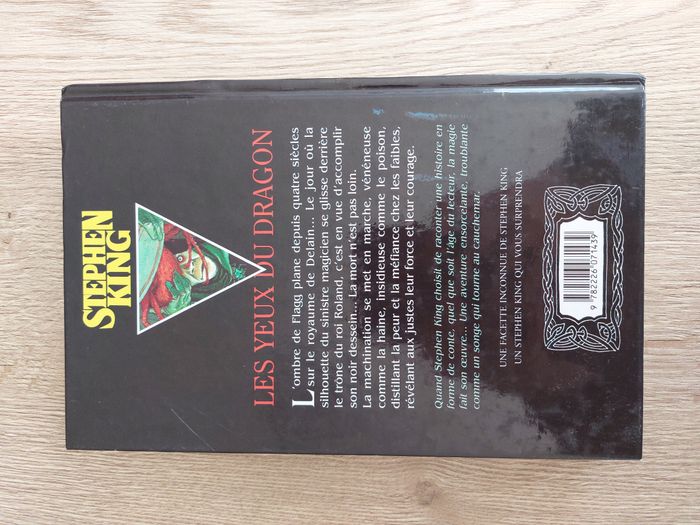 STEPHEN
KING
LES YEUX DU DRAGON
L'ombre de Flagg plane depuis quatre siècles
sur le royaume de Delain... Le jour où la
silhouette du sinistre magicien se glisse derrière
le trône du roi Roland, c'est en vue d'accomplir
son noir dessein... La mort n'est pas loin.
La machination se met en marche, vénéneuse
comme la haine, insidieuse comme le poison,
distillant la peur et la méfiance chez les faibles,
révélant aux justes leur force et leur courage.
Quand Stephen King choisit de raconter une histoire en
forme de conte, quel que soit l'âge du lecteur, la magie
fait son œuvre... Une aventure ensorcelante, troublante
comme un songe qui tourne au cauchemar.
UNE FACETTE INCONNUE DE STEPHEN KING
UN STEPHEN KING QUI VOUS SURPRENDRA
9 782226 071439